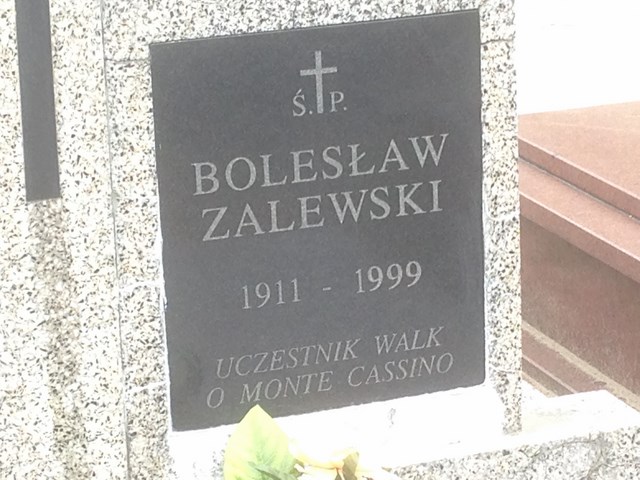 Ś. P.
BOLESŁAW
ZALEWSKI
1911 - 1999
UCZESTNIK WALK
O MONTE CASSINO